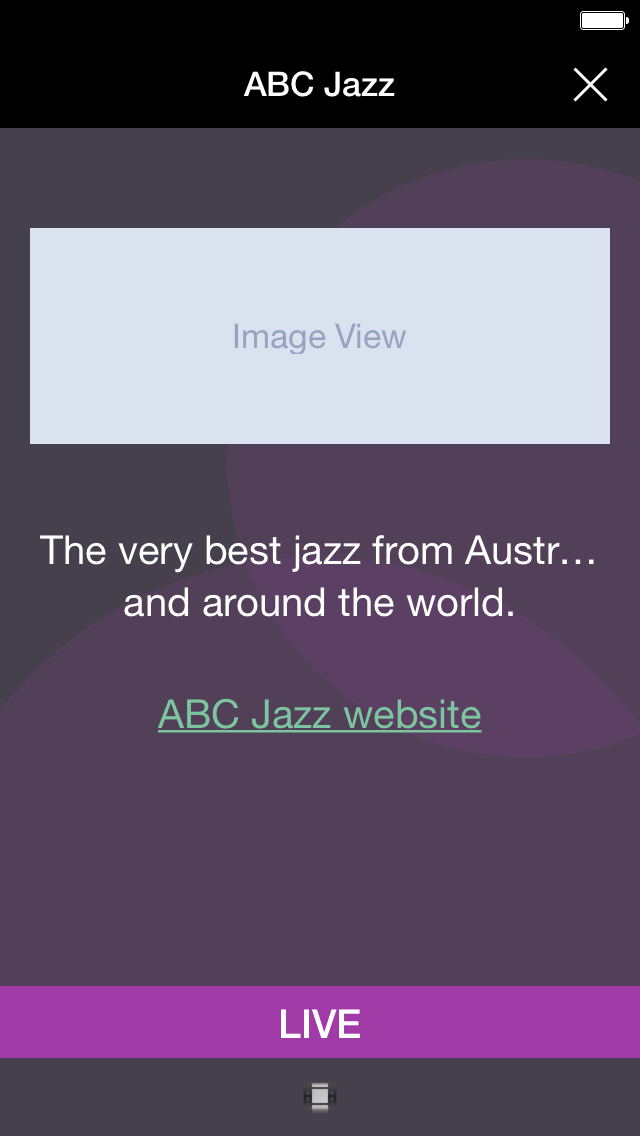 ABC Jazz
Image View
The very best jazz from Austr...
and around the world.
ABC Jazz website
LIVE